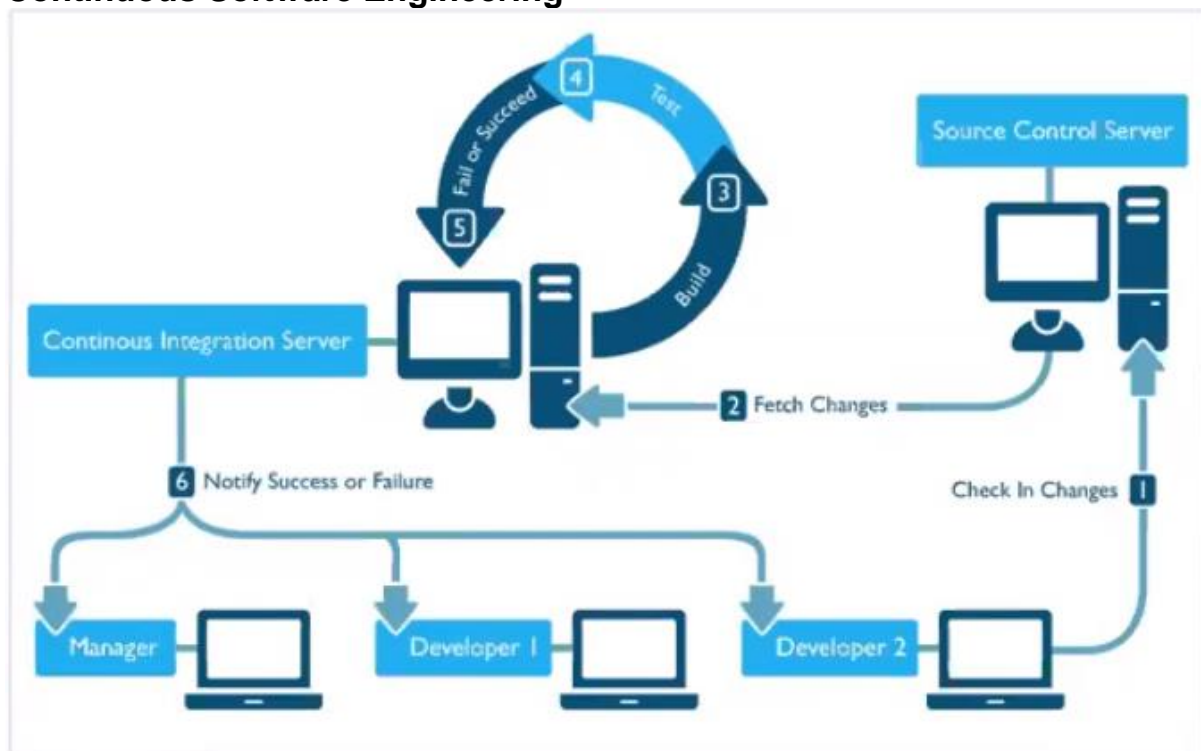 Continuous Software Engineering
4
Test
Fail or Succeed
3
5
Build
Source Control Server
Continous Integration Server
2 Fetch Changes
6 Notify Success or Failure
Check In Changes 1
Manager
Developer 1
Developer 2